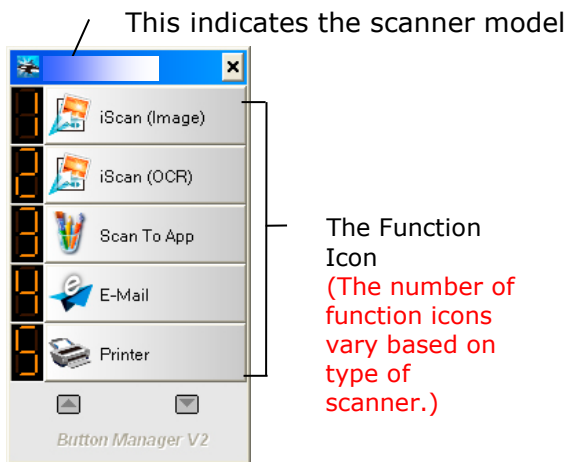 This indicates the scanner model
1 iScan (Image)
2 iScan (OCR)
3 Scan To App
4 E-Mail
5 Printer
Button Manager V2
The Function
Icon
(The number of
function icons
vary based on
type of
scanner.)